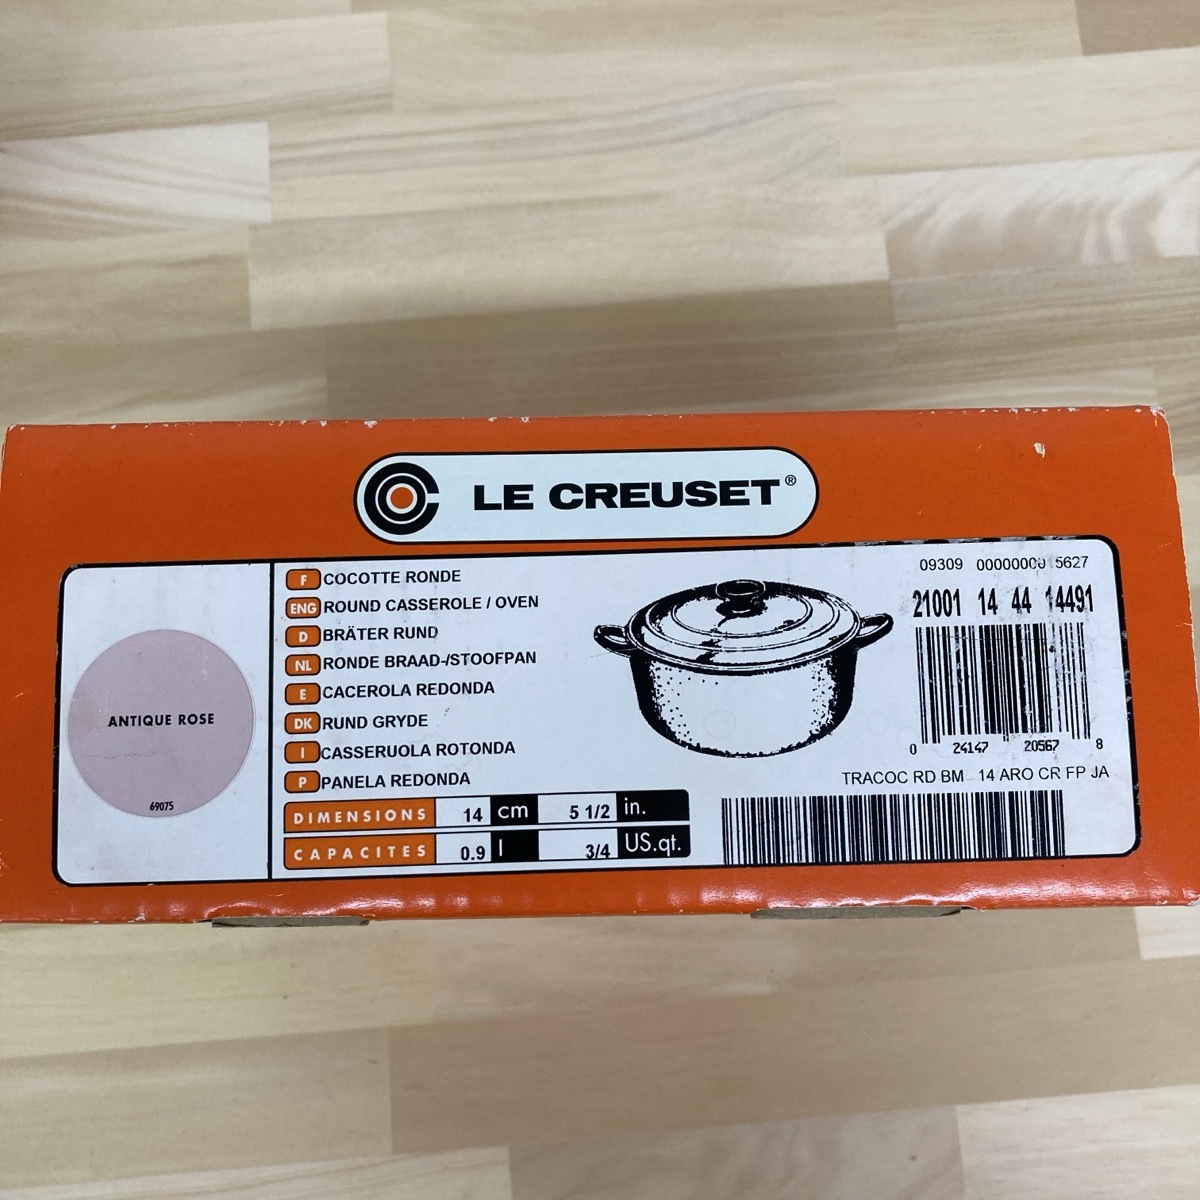 LE CREUSET®
ANTIQUE ROSE
69075
F COCOTTE RONDE
ENG ROUND CASSEROLE / OVEN
D BRÄTER RUND
NL RONDE BRAAD-/STOOFPAN
E CACEROLA REDONDA
DK RUND GRYDE
I CASSERUOLA ROTONDA
P PANELA REDONDA
DIMENSIONS 14 cm 5 1/2 in.
CAPACITES 0.9 l 3/4 US.qt.
09309 00000000015627
21001 14 44 14491
0 24147 20567 8
TRACOC RD BM 14 ARO CR FP JA